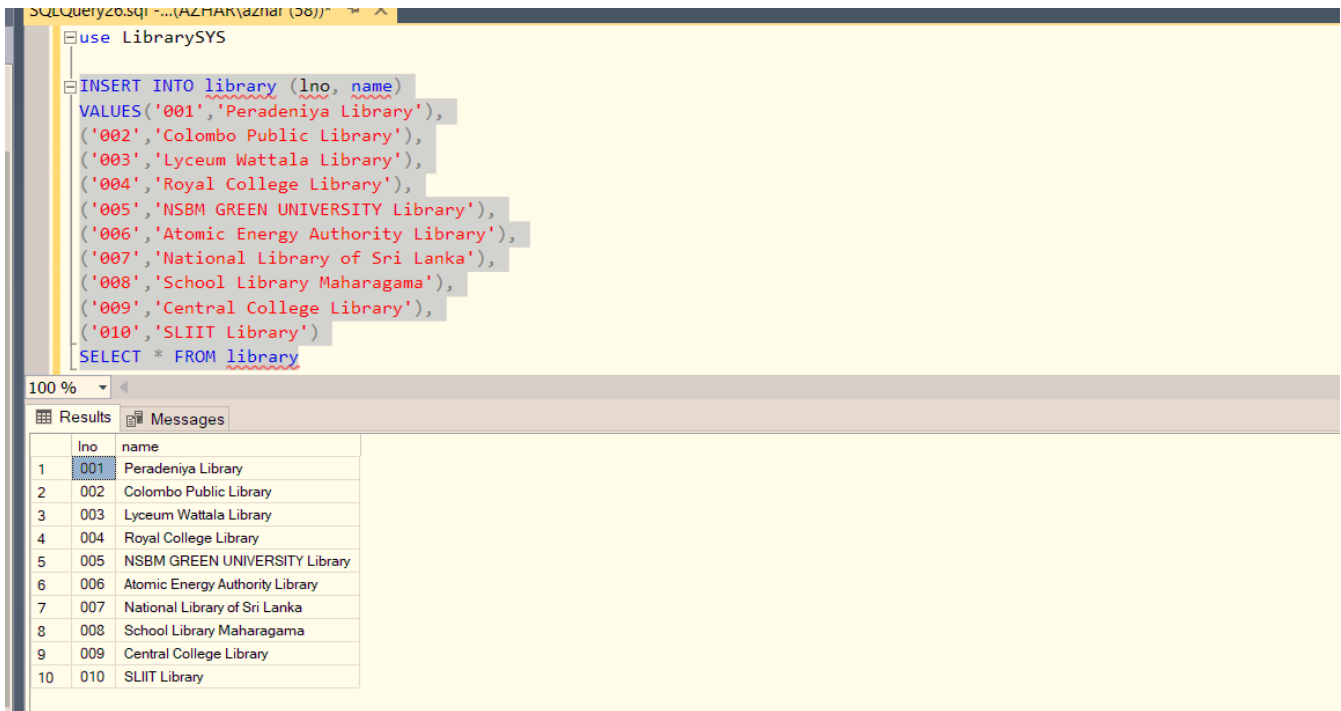 SQLQuery26.sql -...(AZHAR\azhar (58))*
use LibrarySYS
INSERT INTO library (lno, name)
VALUES('001','Peradeniya Library'),
('002','Colombo Public Library'),
('003','Lyceum Wattala Library'),
('004','Royal College Library'),
('005','NSBM GREEN UNIVERSITY Library'),
('006','Atomic Energy Authority Library'),
('007','National Library of Sri Lanka'),
('008','School Library Maharagama'),
('009','Central College Library'),
('010','SLIIT Library')
SELECT * FROM library
100 %
Results Messages
lno name
1 001 Peradeniya Library
2 002 Colombo Public Library
3 003 Lyceum Wattala Library
4 004 Royal College Library
5 005 NSBM GREEN UNIVERSITY Library
6 006 Atomic Energy Authority Library
7 007 National Library of Sri Lanka
8 008 School Library Maharagama
9 009 Central College Library
10 010 SLIIT Library